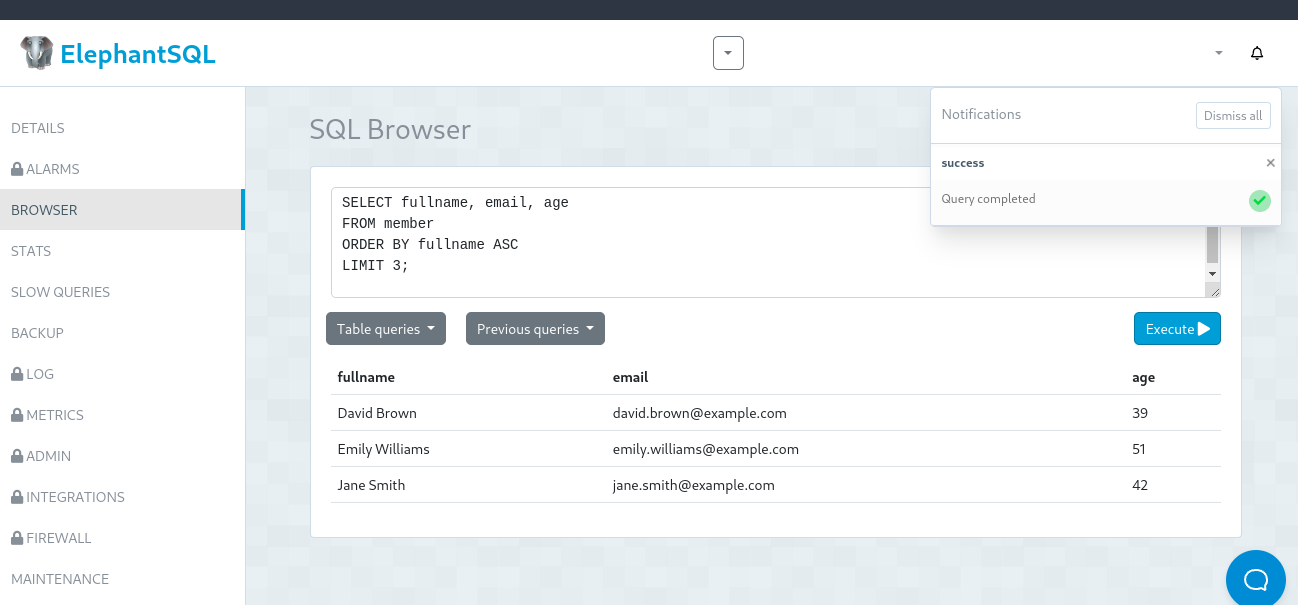 ElephantSQL
DETAILS
ALARMS
BROWSER
STATS
SLOW QUERIES
BACKUP
LOG
METRICS
ADMIN
INTEGRATIONS
FIREWALL
MAINTENANCE
SQL Browser
Notifications
Dismiss all
success
Query completed
SELECT fullname, email, age
FROM member
ORDER BY fullname ASC
LIMIT 3;
Table queries
Previous queries
Execute
fullname email age
David Brown david.brown@example.com 39
Emily Williams emily.williams@example.com 51
Jane Smith jane.smith@example.com 42